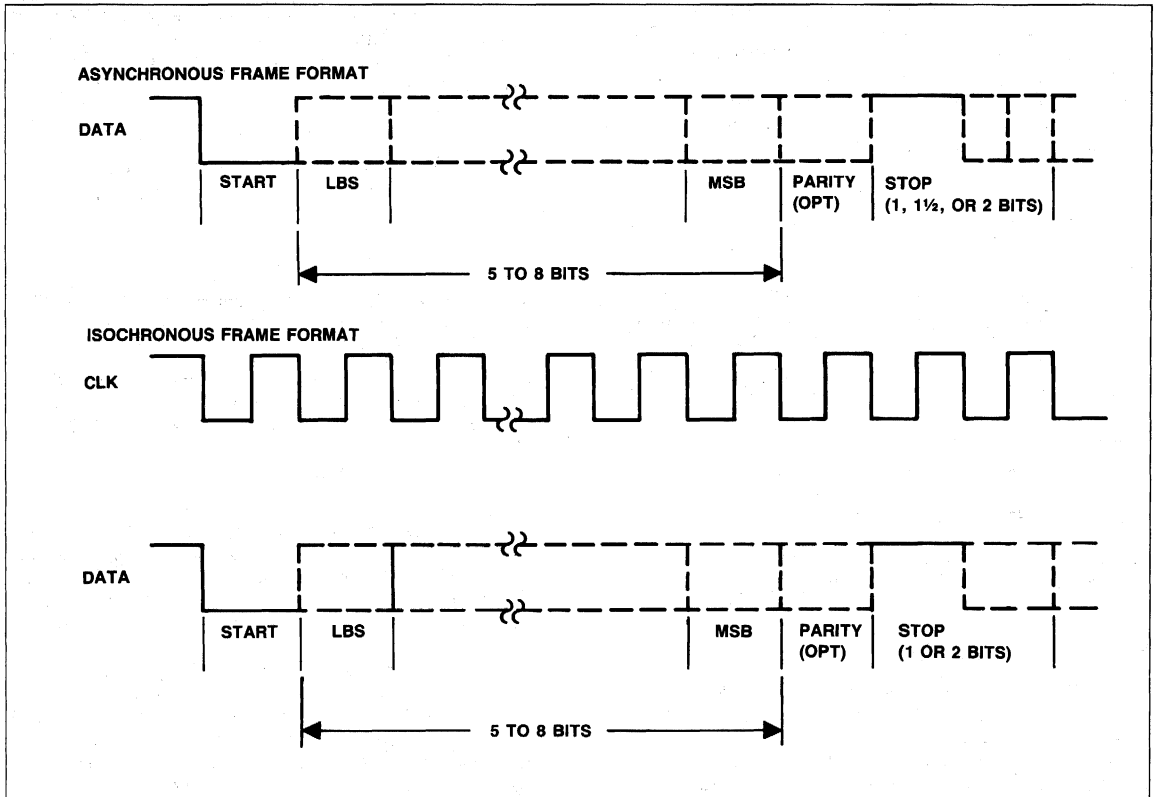 ASYNCHRONOUS FRAME FORMAT
DATA
START LBS MSB PARITY (OPT) STOP (1, 1½, OR 2 BITS)
5 TO 8 BITS
ISOCHRONOUS FRAME FORMAT
CLK
DATA
START LBS MSB PARITY (OPT) STOP (1 OR 2 BITS)
5 TO 8 BITS